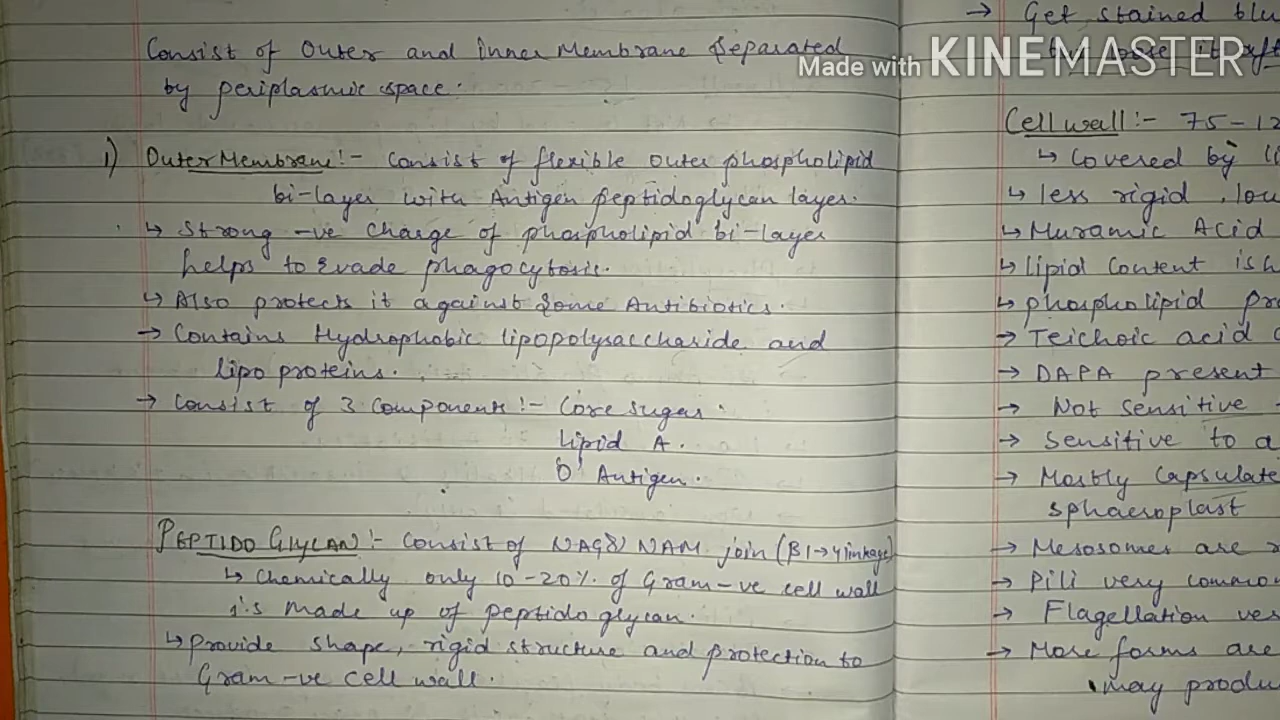 Consist of Outer and inner Membrane Separated
by periplasmic space.
1) Outer Membrane:- Consist of flexible Outer phospholipid
bi-layer with Antigen peptidoglycan layer.
↳ Strong -ve Charge of phospholipid bi-layer
helps to Evade phagocytosis.
↳ Also protects it against Some Antibiotics.
→ Contains Hydrophobic lipopolysaccharide and
lipo proteins.
→ Consist of 3 Components:- Core sugar.
lipid A.
O' Antigen.
PEPTIDO GLYCAN:- Consist of NAG & NAM join (β1→4 linkage)
↳ Chemically only 10-20% of Gram-ve cell wall
is made up of peptido glycan.
↳ Provide shape, rigid structure and protection to
Gram-ve cell wall.
→ Get stained blu
Made with KINEMASTER
Cell wall:- 75-12
↳ Covered by
↳ less rigid, lou
↳ Muramic Acid
↳ lipid Content is h
↳ phospholipid pro
→ Teichoic acid
→ DAPA present
→ Not sensitive
→ Sensitive to a
→ Mostly Capsulate
sphaeroplast
→ Mesosomes are
→ Pili very common
→ Flagellation ves
→ More forms are
may produ